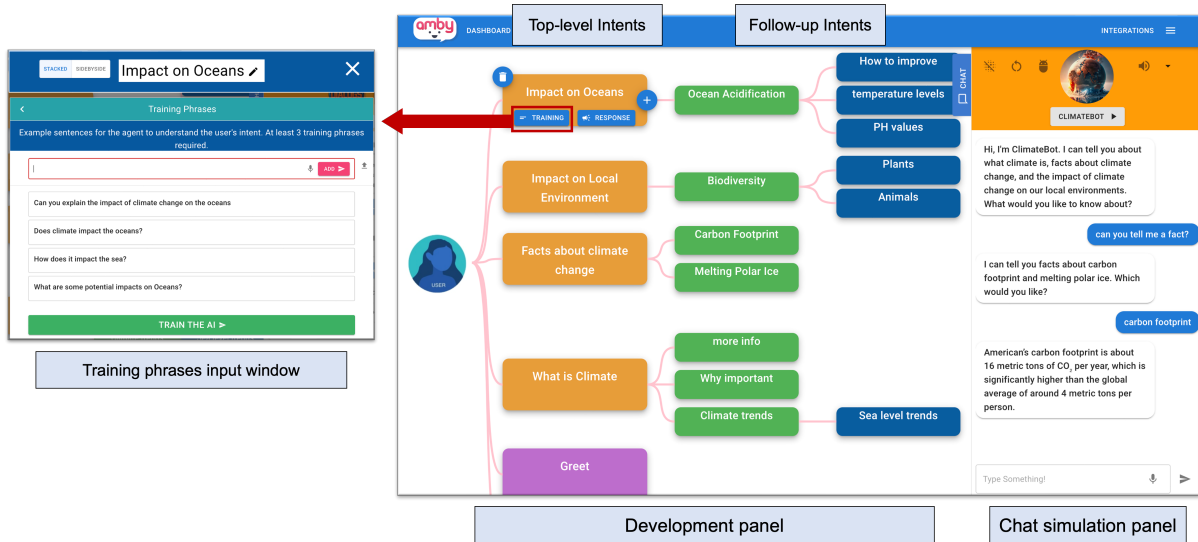 STACKED SIDEBYSIDE Impact on Oceans
Training Phrases
Example sentences for the agent to understand the user's intent. At least 3 training phrases
required.
ADD
Can you explain the impact of climate change on the oceans
Does climate impact the oceans?
How does it impact the sea?
What are some potential impacts on Oceans?
TRAIN THE AI
Training phrases input window
amby DASHBOARD
Top-level Intents
Follow-up Intents
INTEGRATIONS
USER
Impact on Oceans
TRAINING
RESPONSE
Ocean Acidification
How to improve
temperature levels
PH values
Impact on Local
Environment
Biodiversity
Plants
Animals
Facts about climate
change
Carbon Footprint
Melting Polar Ice
What is Climate
more info
Why important
Climate trends
Sea level trends
Greet
CHAT
CLIMATEBOT
Hi, I'm ClimateBot. I can tell you about
what climate is, facts about climate
change, and the impact of climate
change on our local environments.
What would you like to know about?
can you tell me a fact?
I can tell you facts about carbon
footprint and melting polar ice. Which
would you like?
carbon footprint
American's carbon footprint is about
16 metric tons of CO₂ per year, which is
significantly higher than the global
average of around 4 metric tons per
person.
Type Something!
Development panel
Chat simulation panel